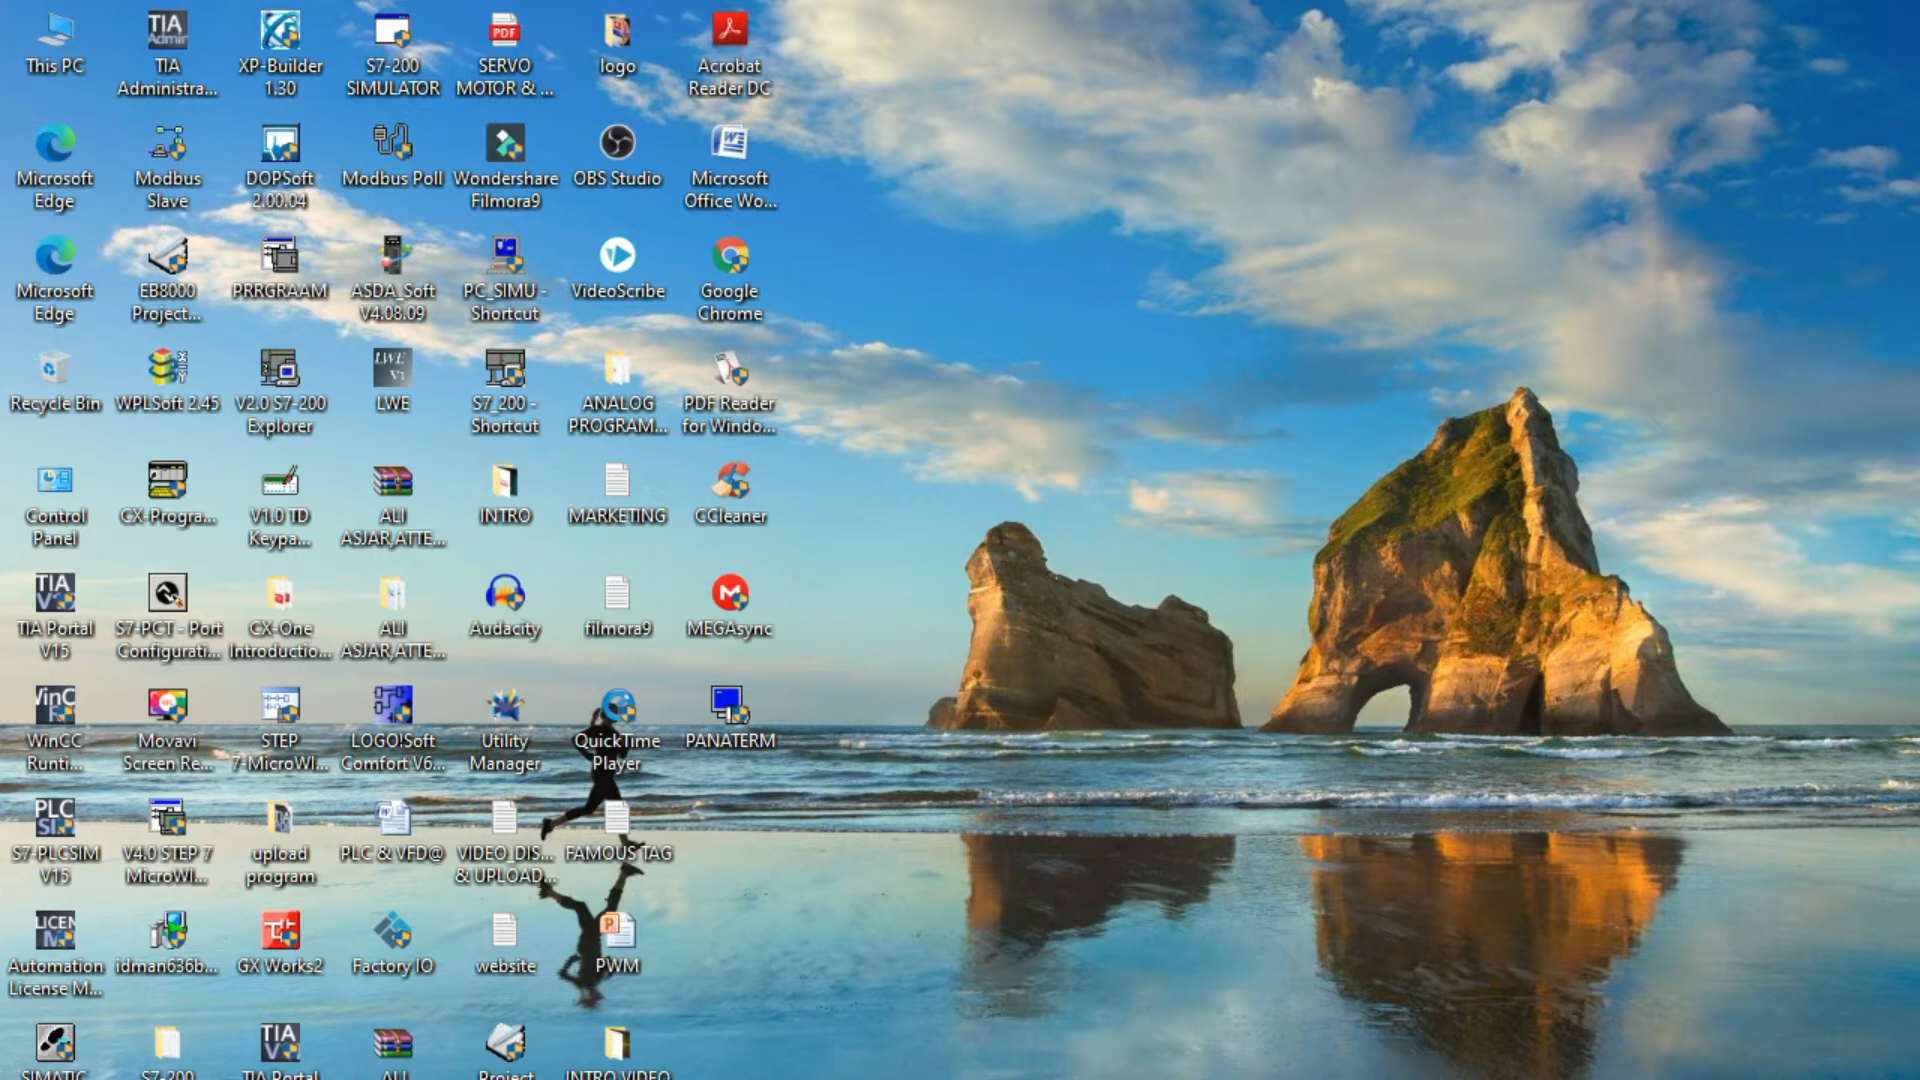 This PC
TIA
Administra...
XP-Builder
1.30
S7-200
SIMULATOR
SERVO
MOTOR & ...
logo
Acrobat
Reader DC
Microsoft
Edge
Modbus
Slave
DOPSoft
2.00.04
Modbus Poll
Wondershare
Filmora9
OBS Studio
Microsoft
Office Wo...
Microsoft
Edge
EB8000
Project...
PRRGRAAM
ASDA_Soft
V4.08.09
PC_SIMU -
Shortcut
VideoScribe
Google
Chrome
Recycle Bin
WPLSoft 2.45
V2.0 S7-200
Explorer
LWE
S7_200 -
Shortcut
ANALOG
PROGRAM...
PDF Reader
for Windo...
Control
Panel
CX-Progra...
V1.0 TD
Keypa...
ALI
ASJAR,ATTE...
INTRO
MARKETING
CCleaner
TIA Portal
V15
S7-PCT - Port
Configurati...
CX-One
Introductio...
ALI
ASJAR,ATTE...
Audacity
filmora9
MEGAsync
WinCC
Runti...
Movavi
Screen Re...
STEP
7-MicroWI...
LOGO!Soft
Comfort V6...
Utility
Manager
QuickTime
Player
PANATERM
S7-PLCSIM
V15
V4.0 STEP 7
MicroWI...
upload
program
PLC & VFD@
VIDEO_DIS...
& UPLOAD...
FAMOUS TAG
Automation
License M...
idman636b...
GX Works2
Factory IO
website
PWM
SIMATIC
S7-200
TIA Portal
ALI
Project
INTRO VIDEO